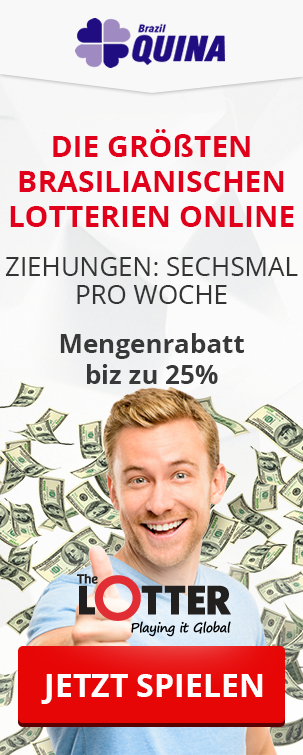 Brazil
QUINA
DIE GRÖẞTEN
BRASILIANISCHEN
LOTTERIEN ONLINE
ZIEHUNGEN: SECHSMAL
PRO WOCHE
Mengenrabatt
bis zu 25%
The
LOTTER
Playing it Global
JETZT SPIELEN